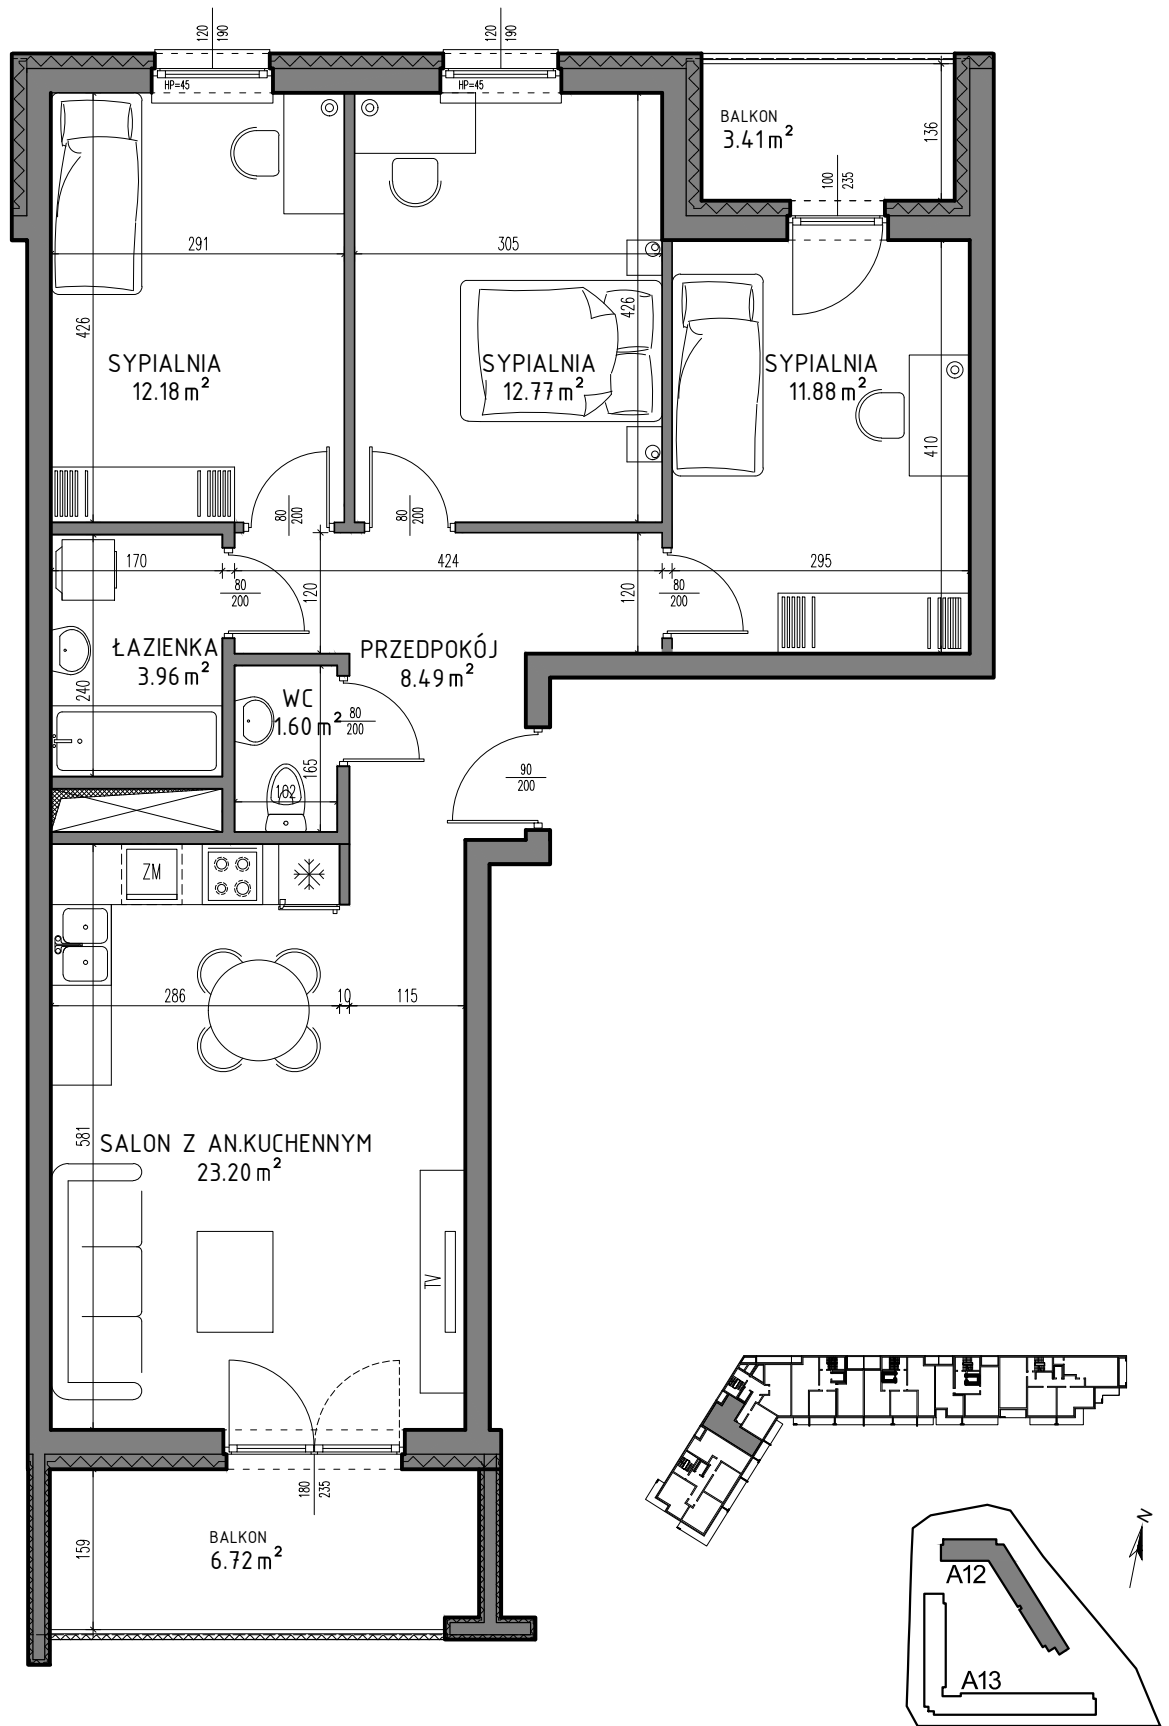 120
190
120
190
HP=45
HP=45
BALKON
3.41 m²
136
100
235
291
305
426
426
SYPIALNIA
12.18 m²
SYPIALNIA
12.77 m²
SYPIALNIA
11.88 m²
410
80
200
80
200
170
424
295
80
200
120
120
80
200
ŁAZIENKA
3.96 m²
PRZEDPOKÓJ
8.49 m²
240
WC
1.60 m²
80
200
165
102
90
200
ZM
286
10
115
581
SALON Z AN.KUCHENNYM
23.20 m²
TV
180
235
159
BALKON
6.72 m²
N
A12
A13